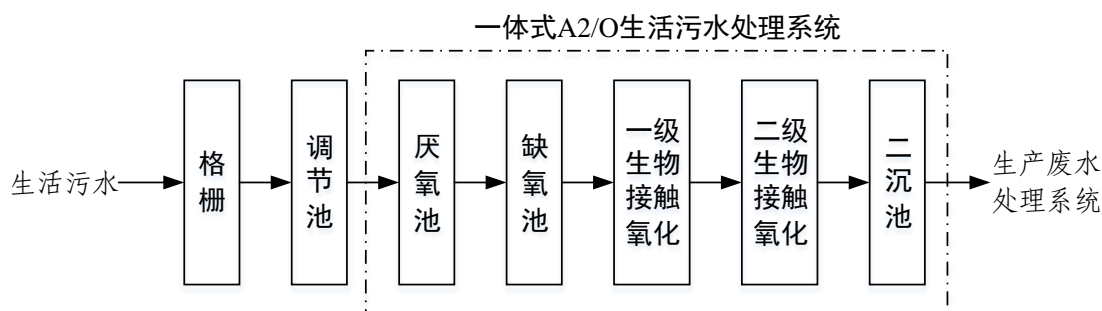 一体式A2/O生活污水处理系统
生活污水
格
栅
调
节
池
厌
氧
池
缺
氧
池
一级
生物
接触
氧化
二级
生物
接触
氧化
二
沉
池
生产废水
处理系统